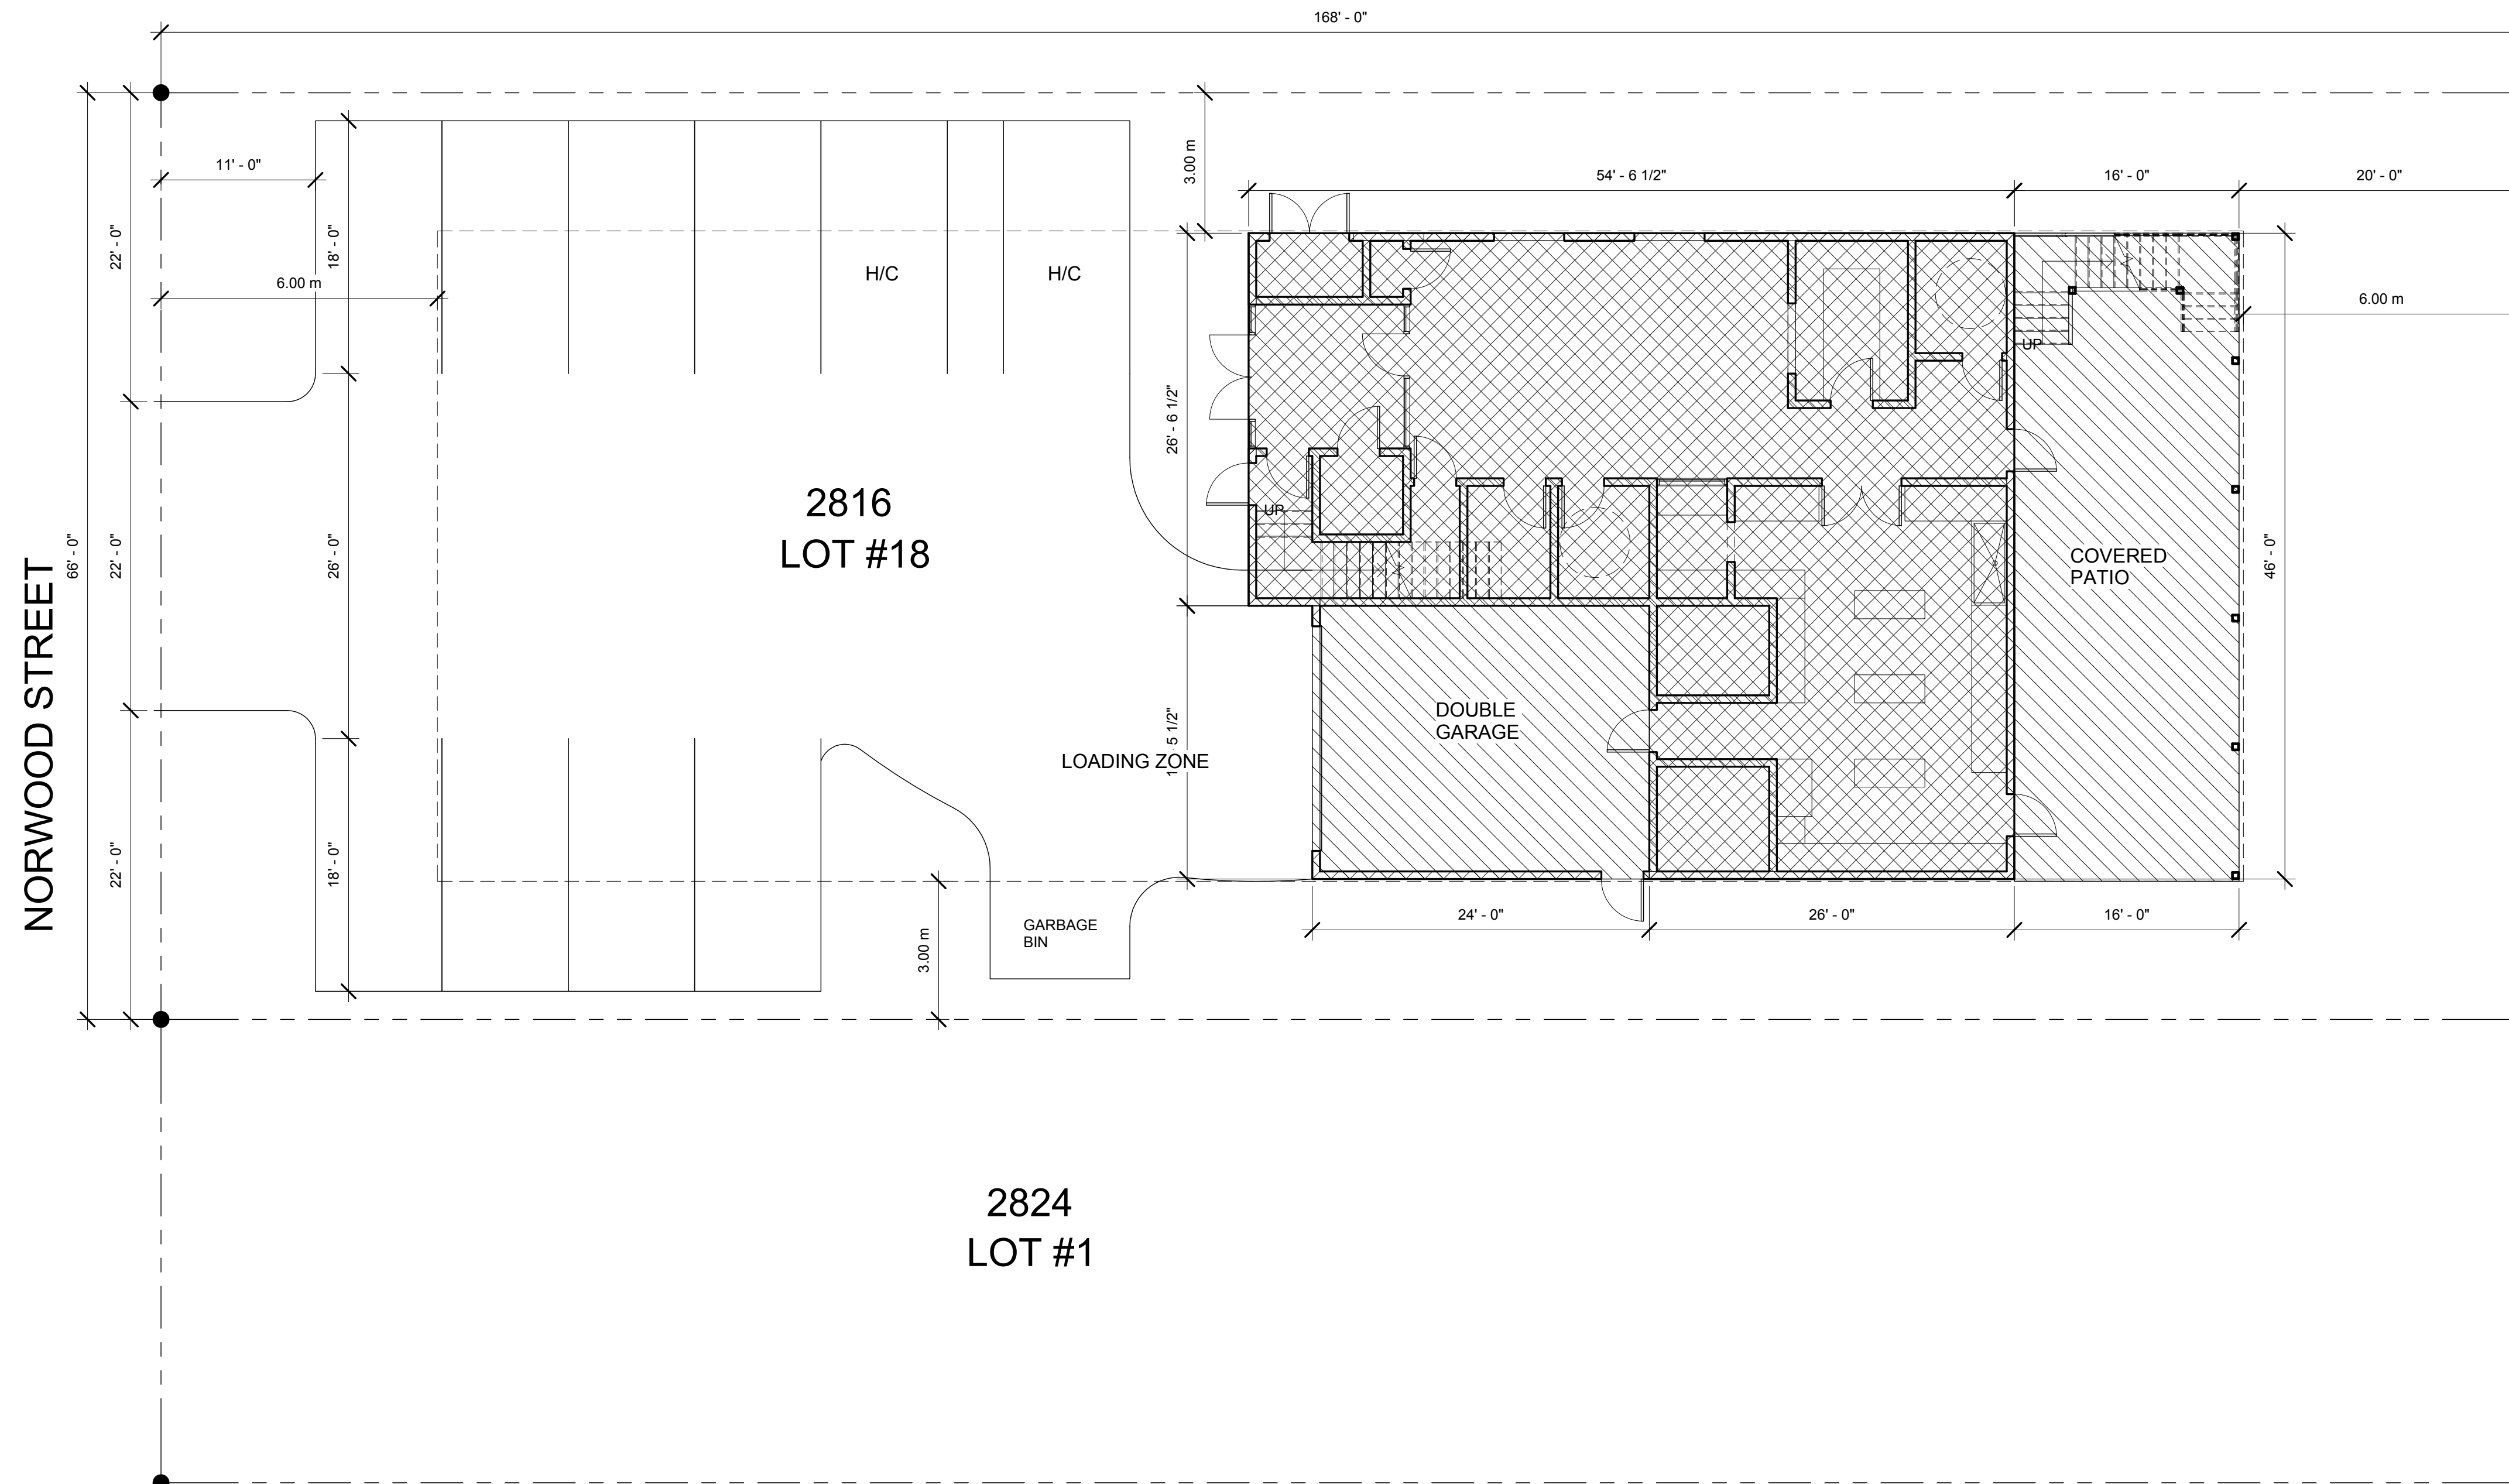 168' - 0"
11' - 0"
3.00 m
54' - 6 1/2"
16' - 0"
20' - 0"
22' - 0"
18' - 0"
6.00 m
H/C
H/C
6.00 m
UP
26' - 6 1/2"
2816
LOT #18
UP
NORWOOD STREET
66' - 0"
22' - 0"
26' - 0"
COVERED
PATIO
46' - 0"
DOUBLE
GARAGE
5 1/2"
LOADING ZONE
22' - 0"
18' - 0"
GARBAGE
BIN
3.00 m
24' - 0"
26' - 0"
16' - 0"
2824
LOT #1